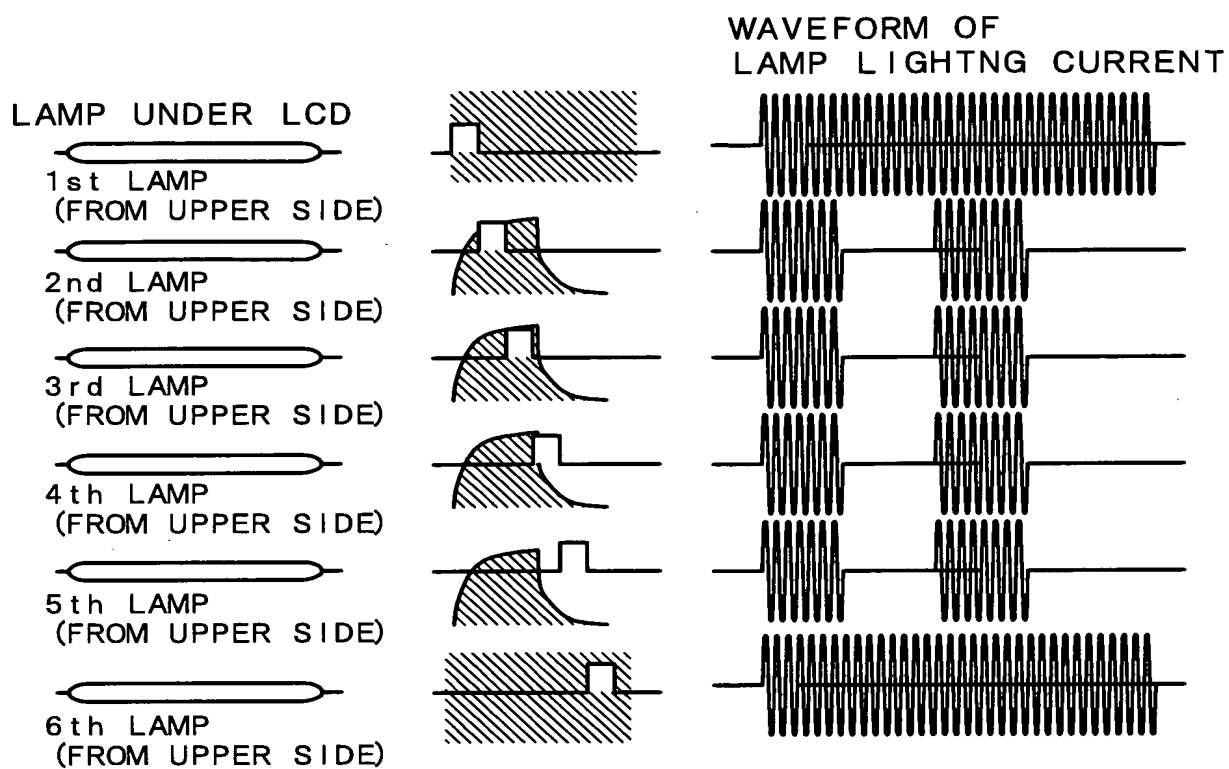 WAVEFORM OF
LAMP LIGHTNG CURRENT
LAMP UNDER LCD
1st LAMP
(FROM UPPER SIDE)
2nd LAMP
(FROM UPPER SIDE)
3rd LAMP
(FROM UPPER SIDE)
4th LAMP
(FROM UPPER SIDE)
5th LAMP
(FROM UPPER SIDE)
6th LAMP
(FROM UPPER SIDE)